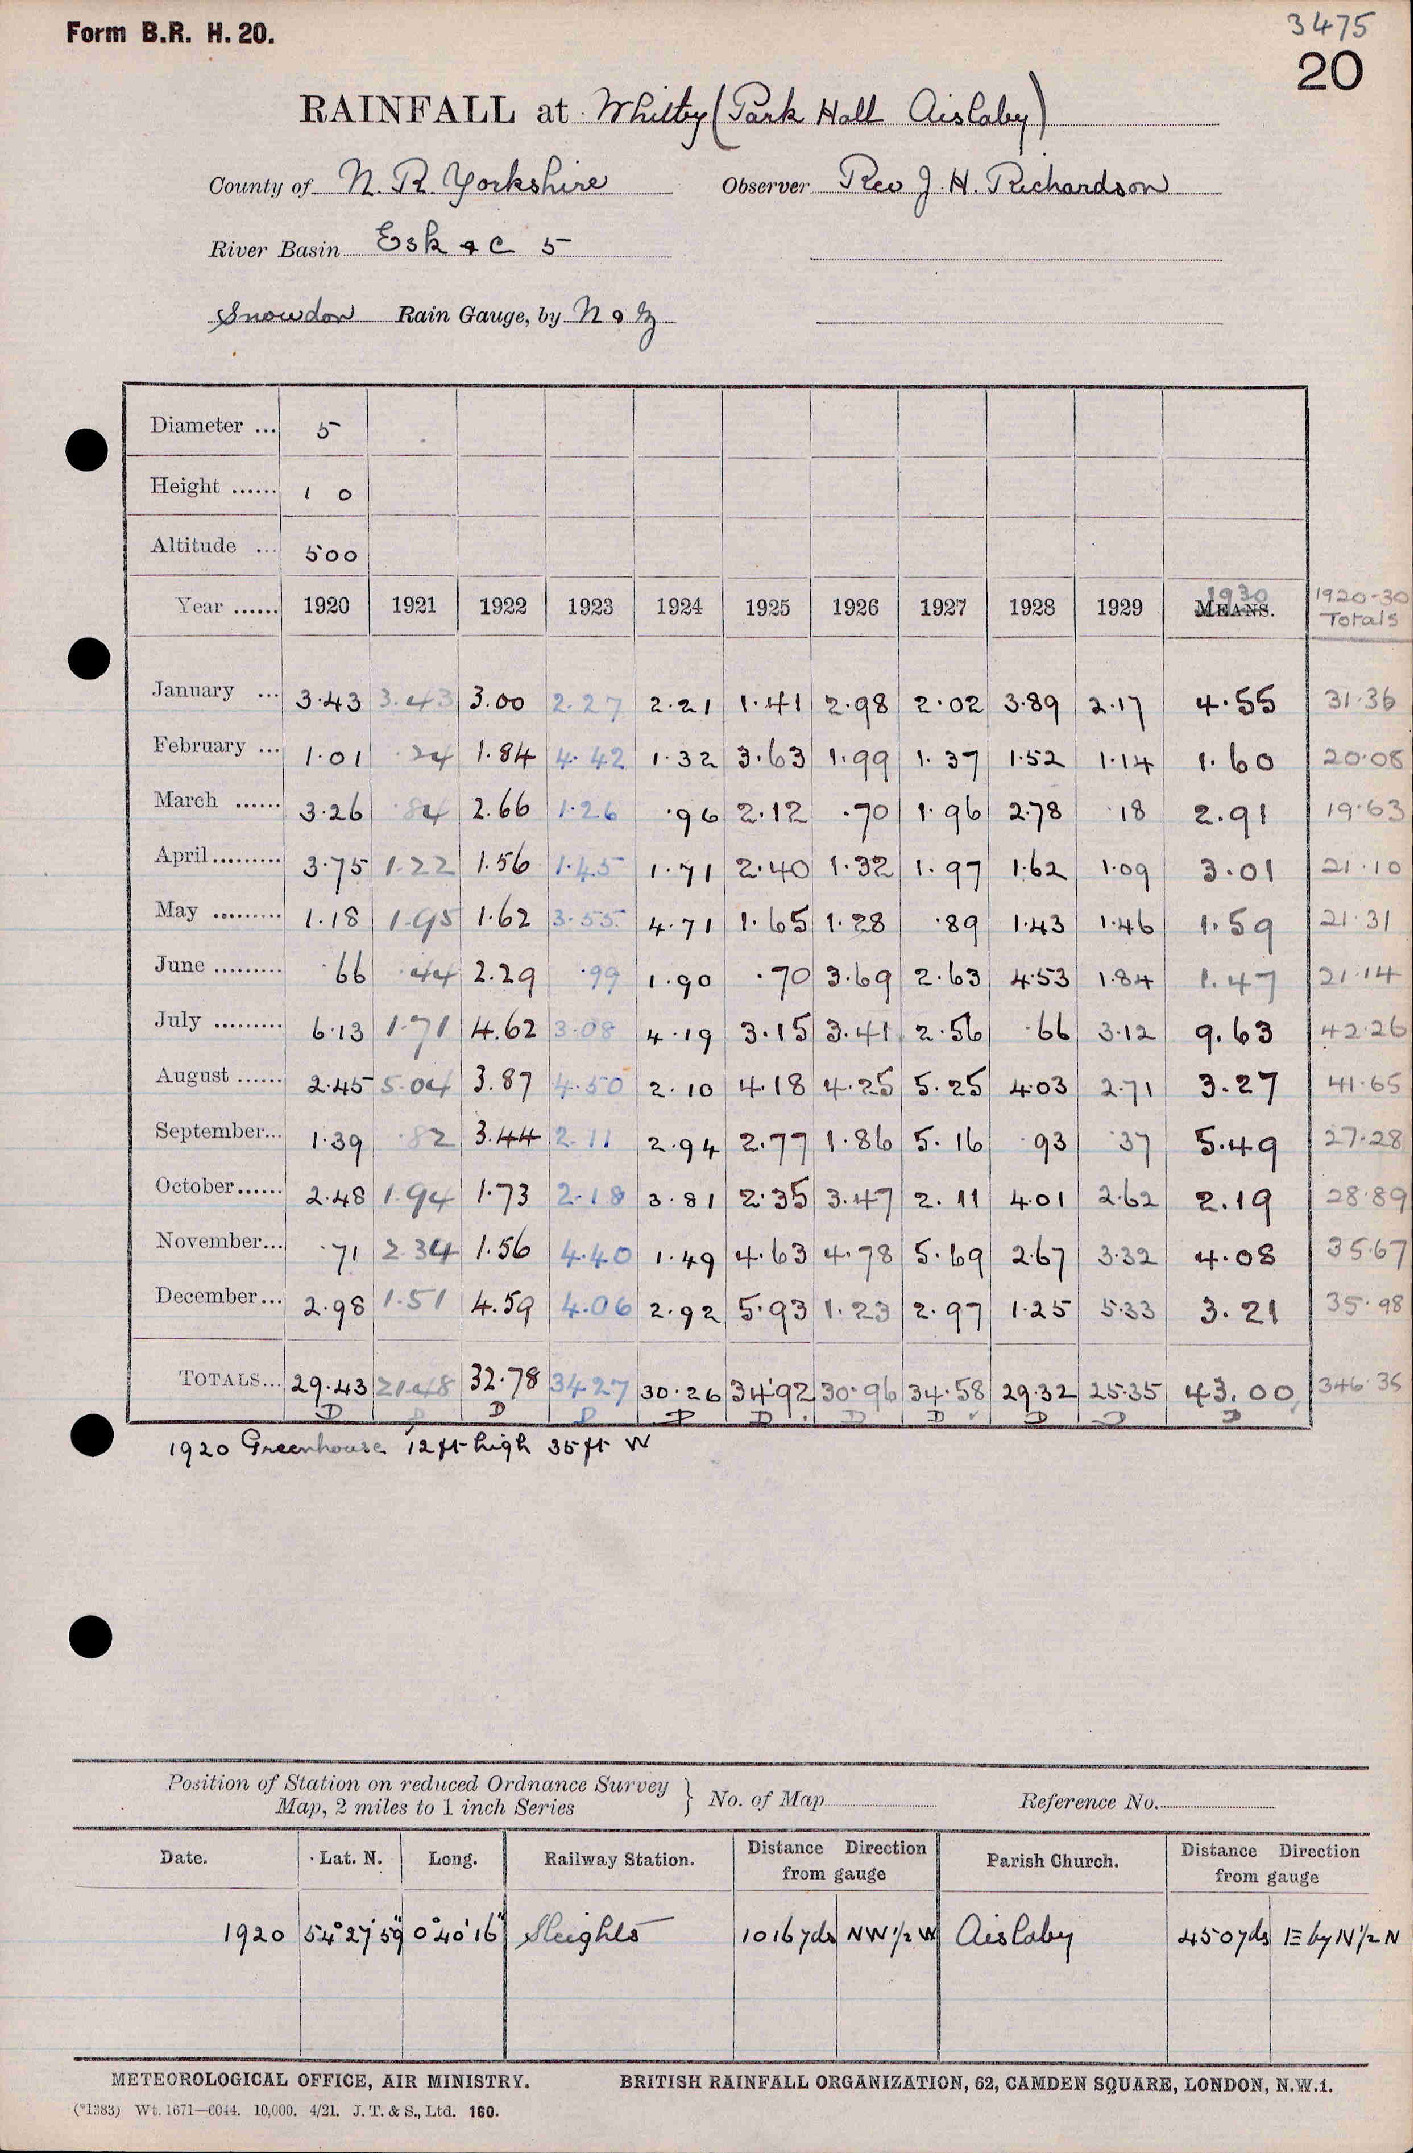 Form B.R. H. 20.
3475
20
RAINFALL at Whitby (Park Hall Aislaby)
County of N. R. Yorkshire Observer Rev J. H. Richardson
River Basin Esk & C 5
Snowdon Rain Gauge, by N & Z
Diameter ... 5
Height ...... 1 0
Altitude ... 500
Year ...... 1920 1921 1922 1923 1924 1925 1926 1927 1928 1929 MEANS. 1930 1920-30 Totals
January ... 3.43 3.43 3.00 2.27 2.21 1.41 2.98 2.02 3.89 2.17 4.55 31.36
February ... 1.01 .24 1.84 4.42 1.32 3.63 1.99 1.37 1.52 1.14 1.60 20.08
March ...... 3.26 .84 2.66 1.26 .96 2.12 .70 1.96 2.78 .18 2.91 19.63
April......... 3.75 1.22 1.56 1.45 1.71 2.40 1.32 1.97 1.62 1.09 3.01 21.10
May ......... 1.18 1.95 1.62 3.55 4.71 1.65 1.28 .89 1.43 1.46 1.59 21.31
June ......... .66 .44 2.29 .99 1.90 .70 3.69 2.63 4.53 1.84 1.47 21.14
July ......... 6.13 1.71 4.62 3.08 4.19 3.15 3.41 2.56 .66 3.12 9.63 42.26
August ...... 2.45 5.04 3.87 4.50 2.10 4.18 4.25 5.25 4.03 2.71 3.27 41.65
September... 1.39 .82 3.44 2.11 2.94 2.77 1.86 5.16 .93 .37 5.49 27.28
October...... 2.48 1.94 1.73 2.18 3.81 2.35 3.47 2.11 4.01 2.62 2.19 28.89
November... .71 2.34 1.56 4.40 1.49 4.63 4.78 5.69 2.67 3.32 4.08 35.67
December... 2.98 1.51 4.59 4.06 2.92 5.93 1.23 2.97 1.25 5.33 3.21 35.98
TOTALS... 29.43 21.48 32.78 34.27 30.26 34.92 30.96 34.58 29.32 25.35 43.00 346.35
D D D D D D D D D D D
1920 Greenhouse 12 ft high 35 ft W
Position of Station on reduced Ordnance Survey
Map, 2 miles to 1 inch Series } No. of Map Reference No.
Date. Lat. N. Long. Railway Station. Distance Direction from gauge Parish Church. Distance Direction from gauge
1920 54° 27' 59" 0° 40' 16" Sleights 1016 yds NW ½ W Aislaby 450 yds E by N ½ N
METEOROLOGICAL OFFICE, AIR MINISTRY. BRITISH RAINFALL ORGANIZATION, 62, CAMDEN SQUARE, LONDON, N.W.1.
(*1383) Wt. 1671—6044. 10,000. 4/21. J. T. & S., Ltd. 160.